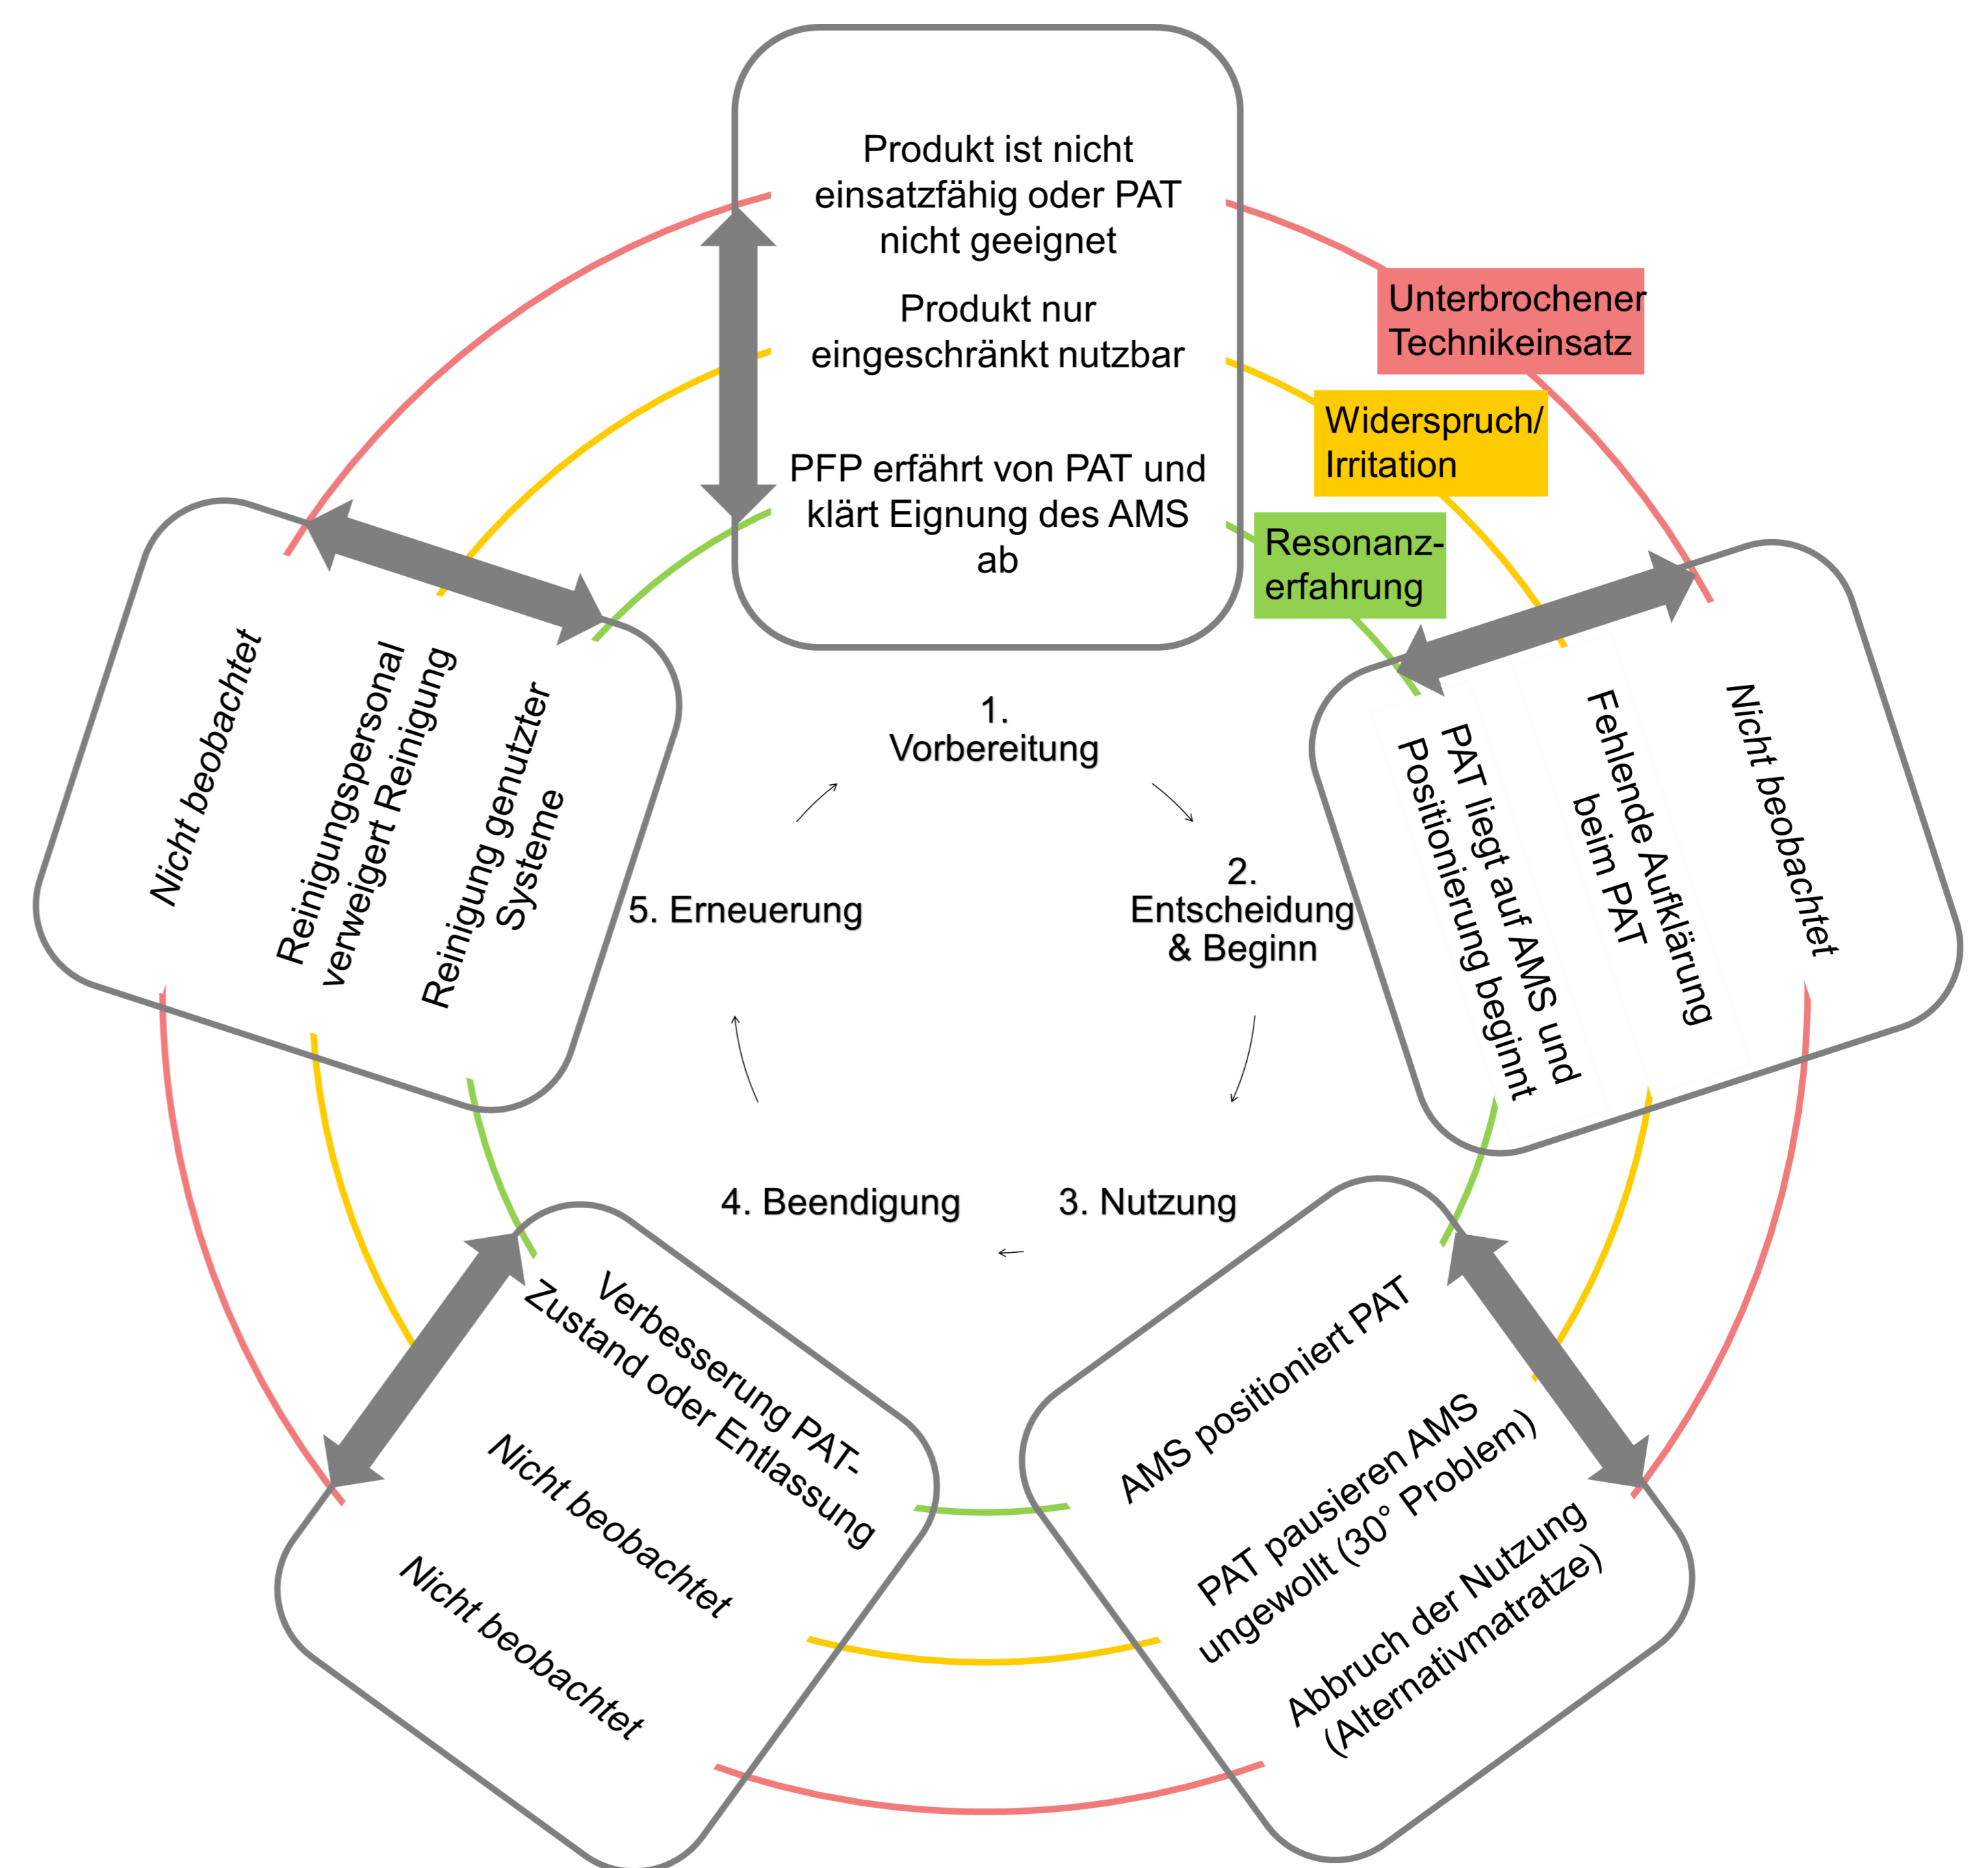 Produkt ist nicht
einsatzfähig oder PAT
nicht geeignet
Produkt nur
eingeschränkt nutzbar
PFP erfährt von PAT und
klärt Eignung des AMS
ab
Unterbrochener
Technikeinsatz
Widerspruch/
Irritation
Resonanz-
erfahrung
1.
Vorbereitung
2.
Entscheidung
& Beginn
3. Nutzung
4. Beendigung
5. Erneuerung
Nicht beobachtet
Fehlende Aufklärung
beim PAT
PAT liegt auf AMS und
Positionierung beginnt
AMS positioniert PAT
PAT pausieren AMS
ungewollt (30° Problem)
Abbruch der Nutzung
(Alternativmatratze)
Verbesserung PAT-
Zustand oder Entlassung
Nicht beobachtet
Nicht beobachtet
Nicht beobachtet
Reinigungspersonal
verweigert Reinigung
Reinigung genutzter
Systeme